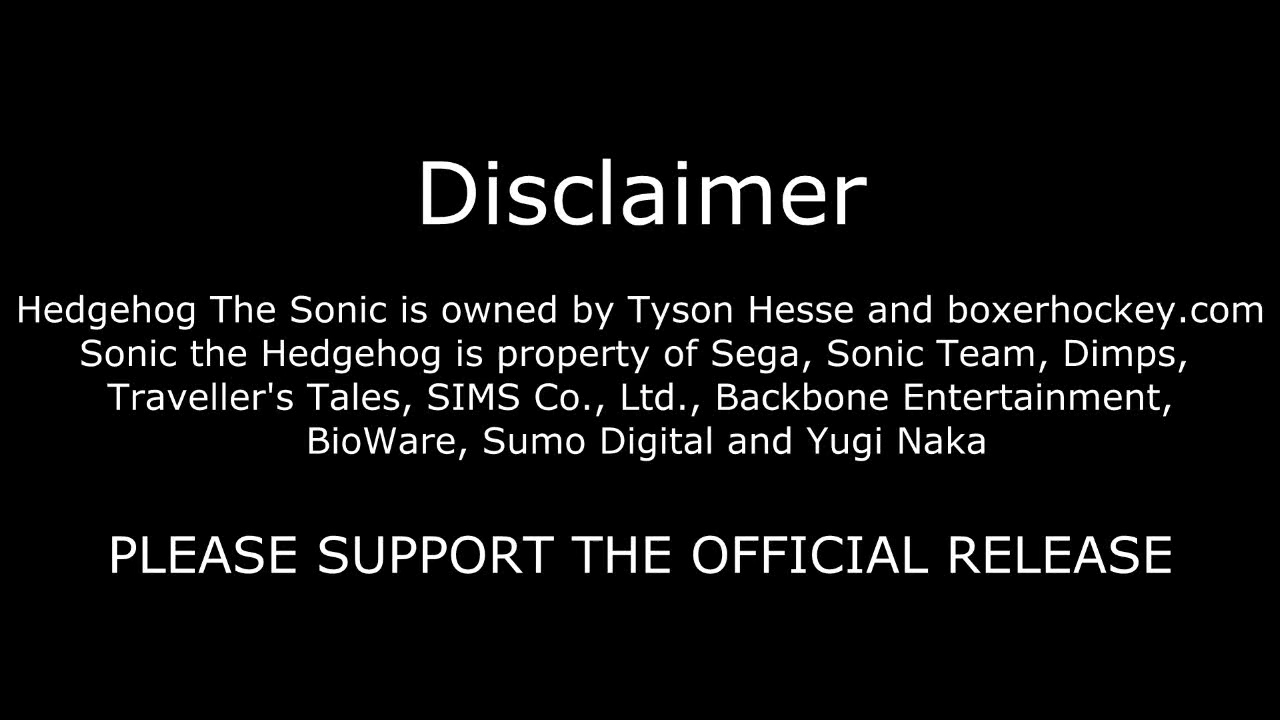 Disclaimer
Hedgehog The Sonic is owned by Tyson Hesse and boxerhockey.com
Sonic the Hedgehog is property of Sega, Sonic Team, Dimps,
Traveller's Tales, SIMS Co., Ltd., Backbone Entertainment,
BioWare, Sumo Digital and Yugi Naka
PLEASE SUPPORT THE OFFICIAL RELEASE